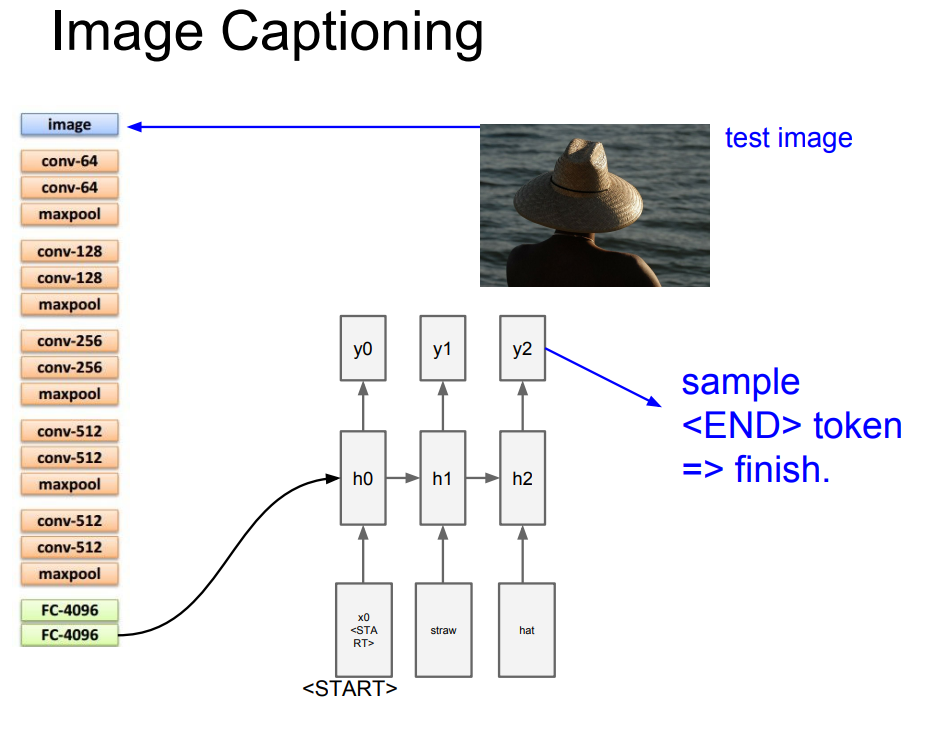 Image Captioning
image
conv-64
conv-64
maxpool
conv-128
conv-128
maxpool
conv-256
conv-256
maxpool
conv-512
conv-512
maxpool
conv-512
conv-512
maxpool
FC-4096
FC-4096
test image
y0
y1
y2
sample
<END> token
=> finish.
h0
h1
h2
x0
<STA
RT>
straw
hat
<START>